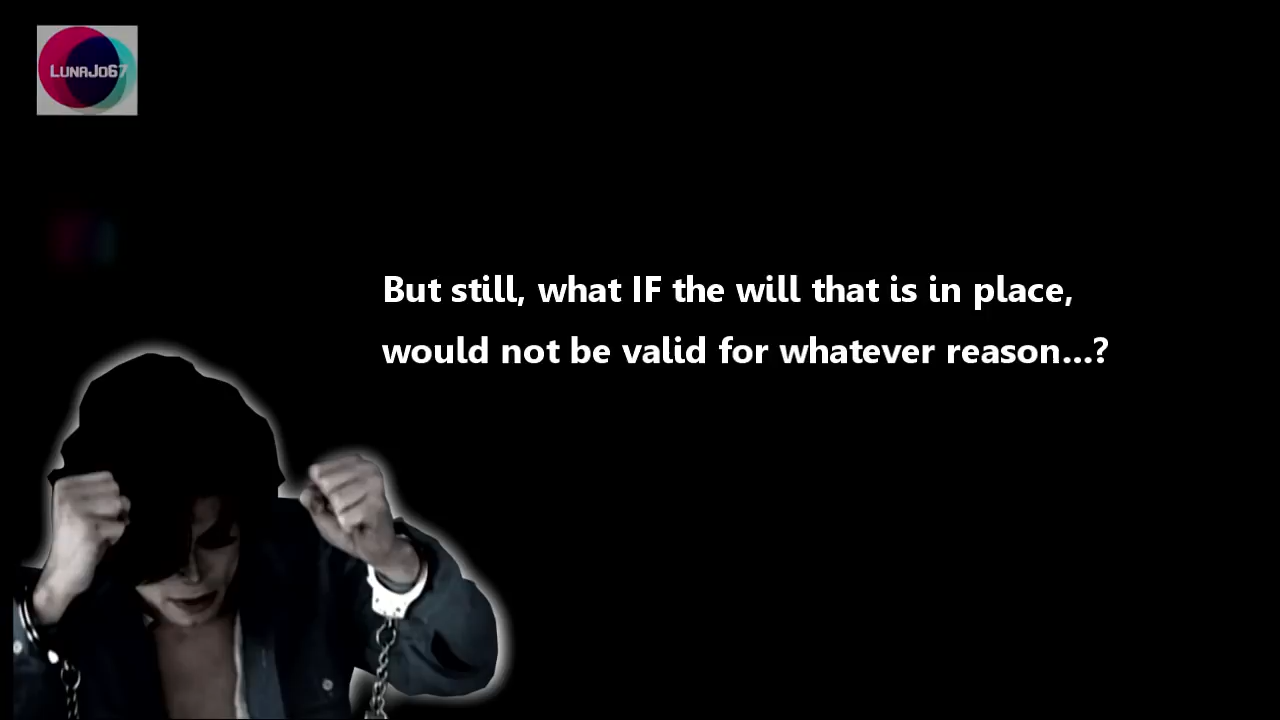 LunaJo67
But still, what IF the will that is in place,
would not be valid for whatever reason...?